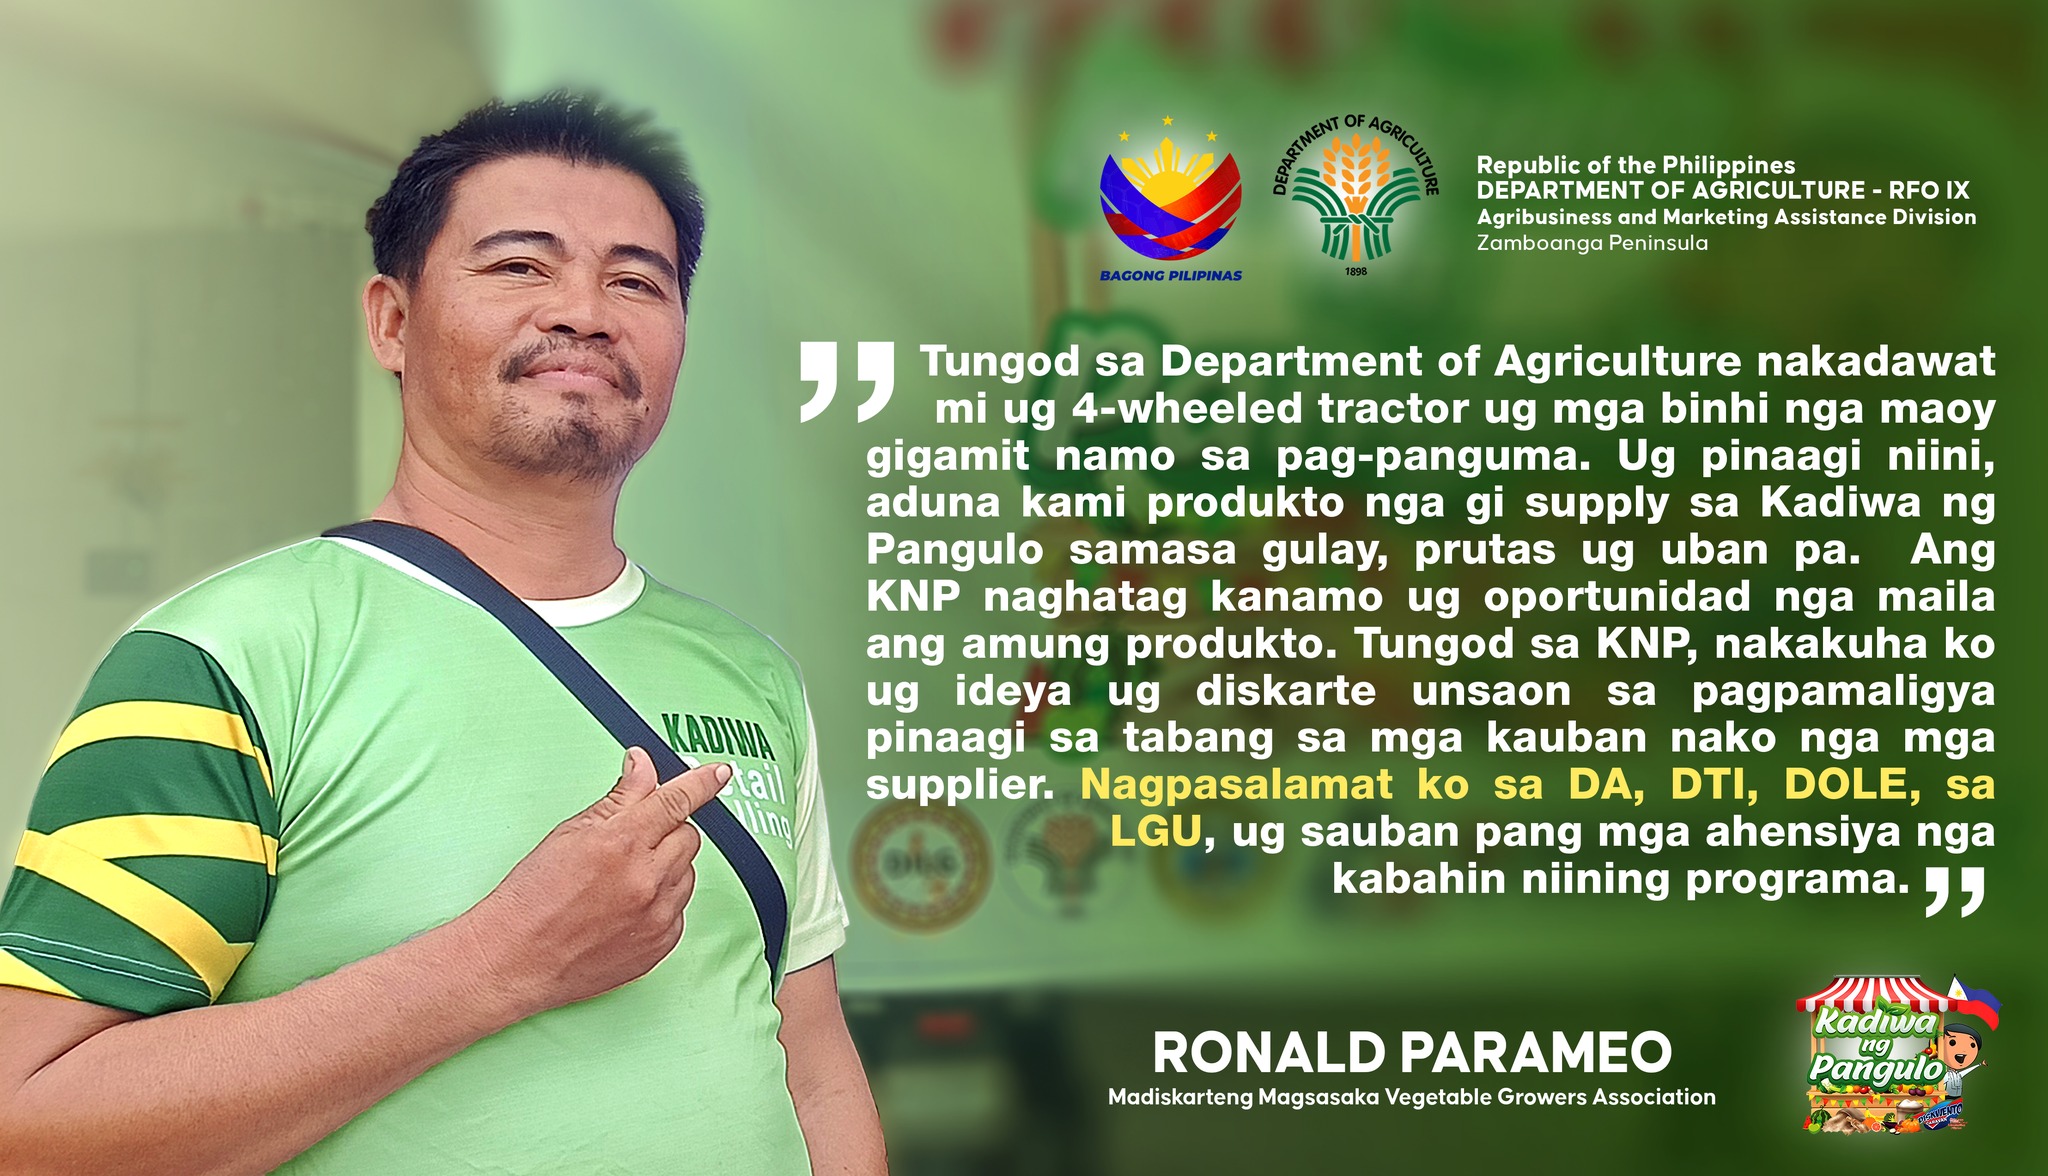 BAGONG PILIPINAS
DEPARTMENT OF AGRICULTURE
1898
Republic of the Philippines
DEPARTMENT OF AGRICULTURE - RFO IX
Agribusiness and Marketing Assistance Division
Zamboanga Peninsula
" Tungod sa Department of Agriculture nakadawat
mi ug 4-wheeled tractor ug mga binhi nga maoy
gigamit namo sa pag-panguma. Ug pinaagi niini,
aduna kami produkto nga gi supply sa Kadiwa ng
Pangulo samasa gulay, prutas ug uban pa. Ang
KNP naghatag kanamo ug oportunidad nga maila
ang amung produkto. Tungod sa KNP, nakakuha ko
ug ideya ug diskarte unsaon sa pagpamaligya
pinaagi sa tabang sa mga kauban nako nga mga
supplier. Nagpasalamat ko sa DA, DTI, DOLE, sa
LGU, ug sauban pang mga ahensiya nga
kabahin niining programa. "
KADIWA
RONALD PARAMEO
Madiskarteng Magsasaka Vegetable Growers Association
Kadiwa
ng
Pangulo